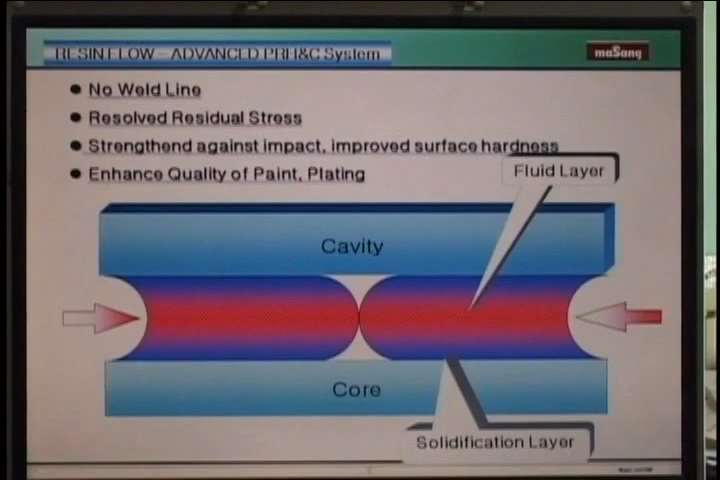 RESIN FLOW - ADVANCED PRH&C System
maSang
No Weld Line
Resolved Residual Stress
Strengthend against impact, improved surface hardness
Enhance Quality of Paint, Plating
Fluid Layer
Cavity
Core
Solidification Layer